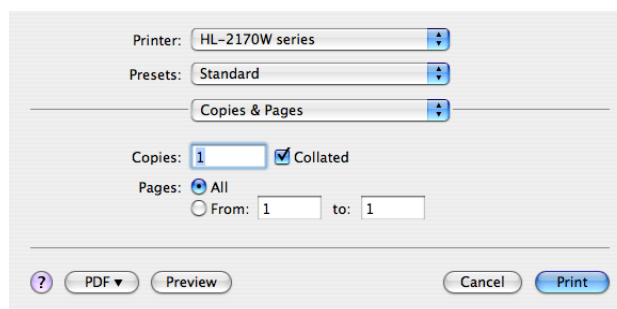 Printer: HL-2170W series
Presets: Standard
Copies & Pages
Copies: 1 Collated
Pages: All
From: 1 to: 1
? PDF ▼ Preview Cancel Print